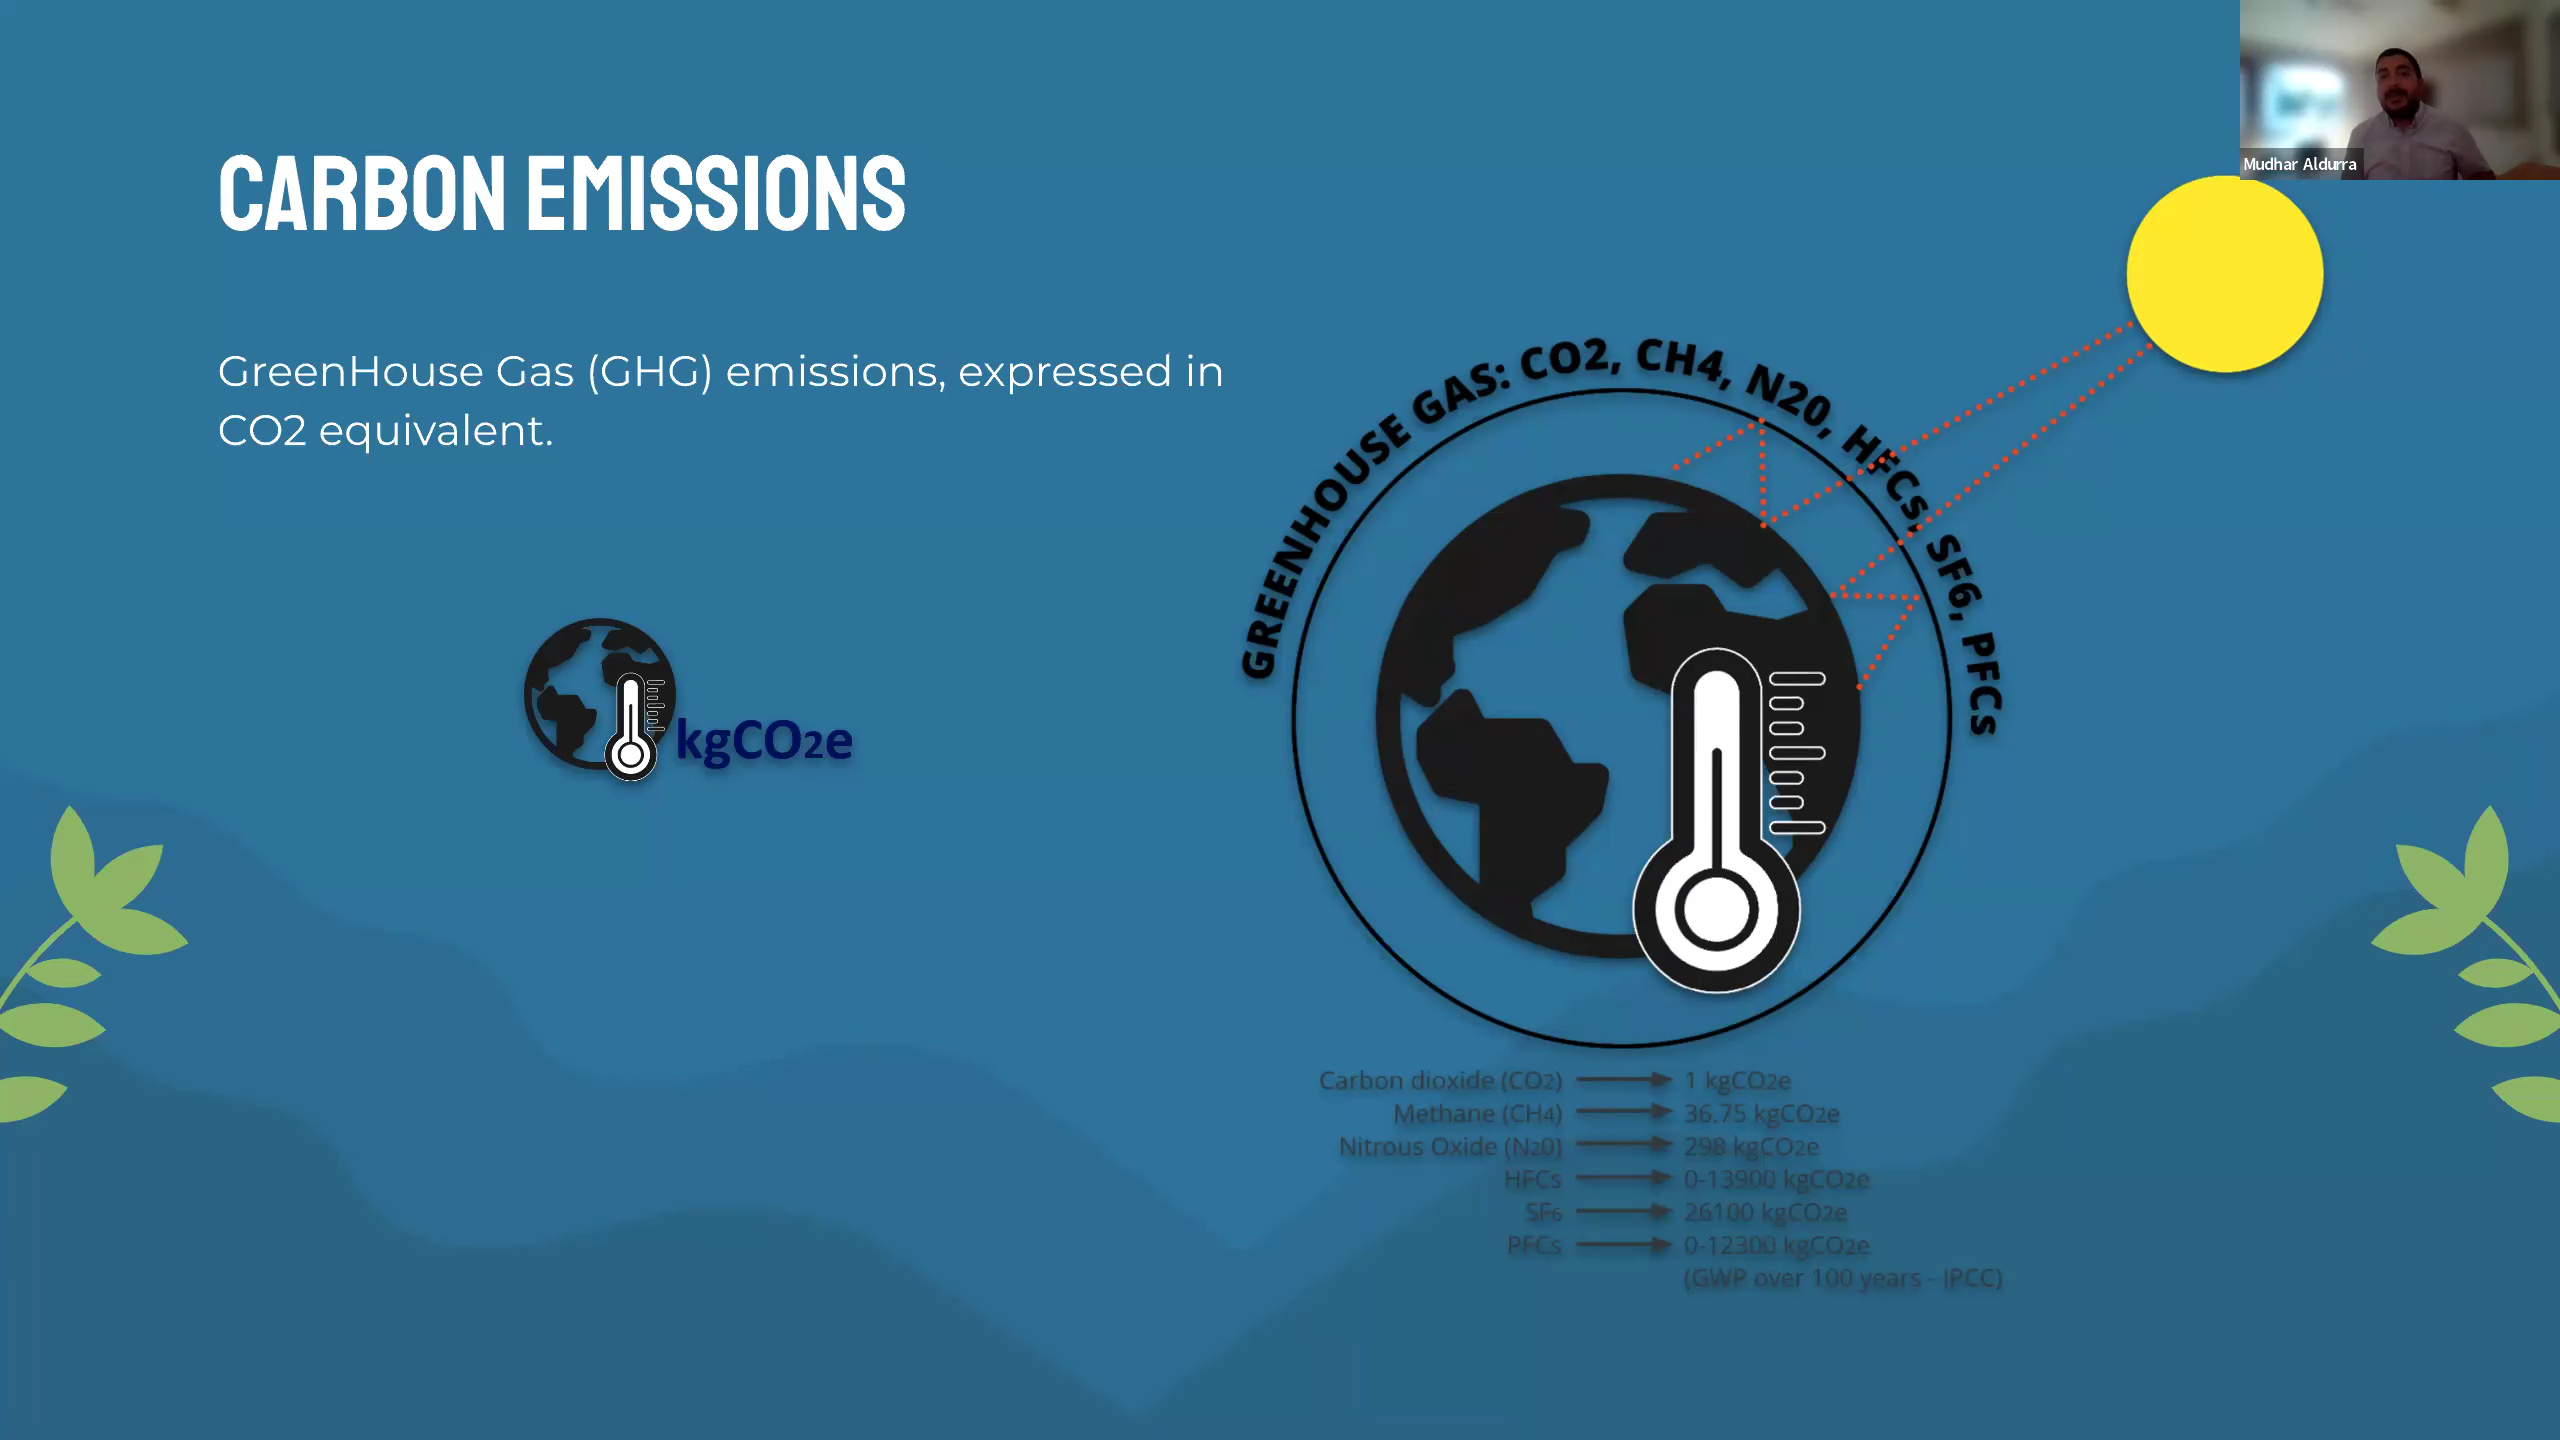 Mudhar Aldurra
CARBON EMISSIONS
GreenHouse Gas (GHG) emissions, expressed in
CO2 equivalent.
kgCO2e
GREENHOUSE GAS: CO2, CH4, N20, HFCs, SF6, PFCs
Carbon dioxide (CO2) 1 kgCO2e
Methane (CH4) 36.75 kgCO2e
Nitrous Oxide (N20) 298 kgCO2e
HFCs 0-13900 kgCO2e
SF6 26100 kgCO2e
PFCs 0-12300 kgCO2e
(GWP over 100 years - IPCC)